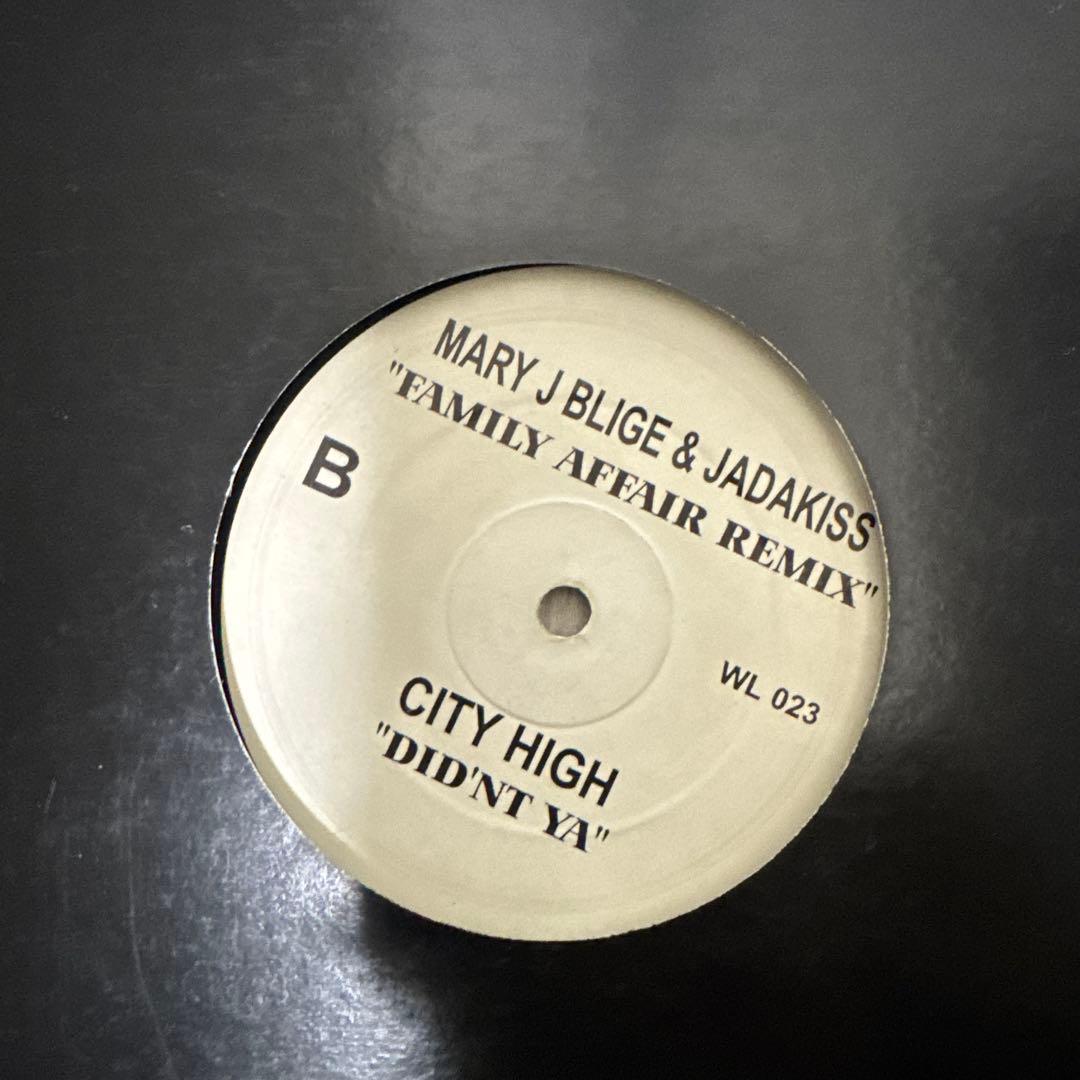 MARY J BLIGE & JADAKISS
"FAMILY AFFAIR REMIX"
B
WL 023
CITY HIGH
"DID'NT YA"